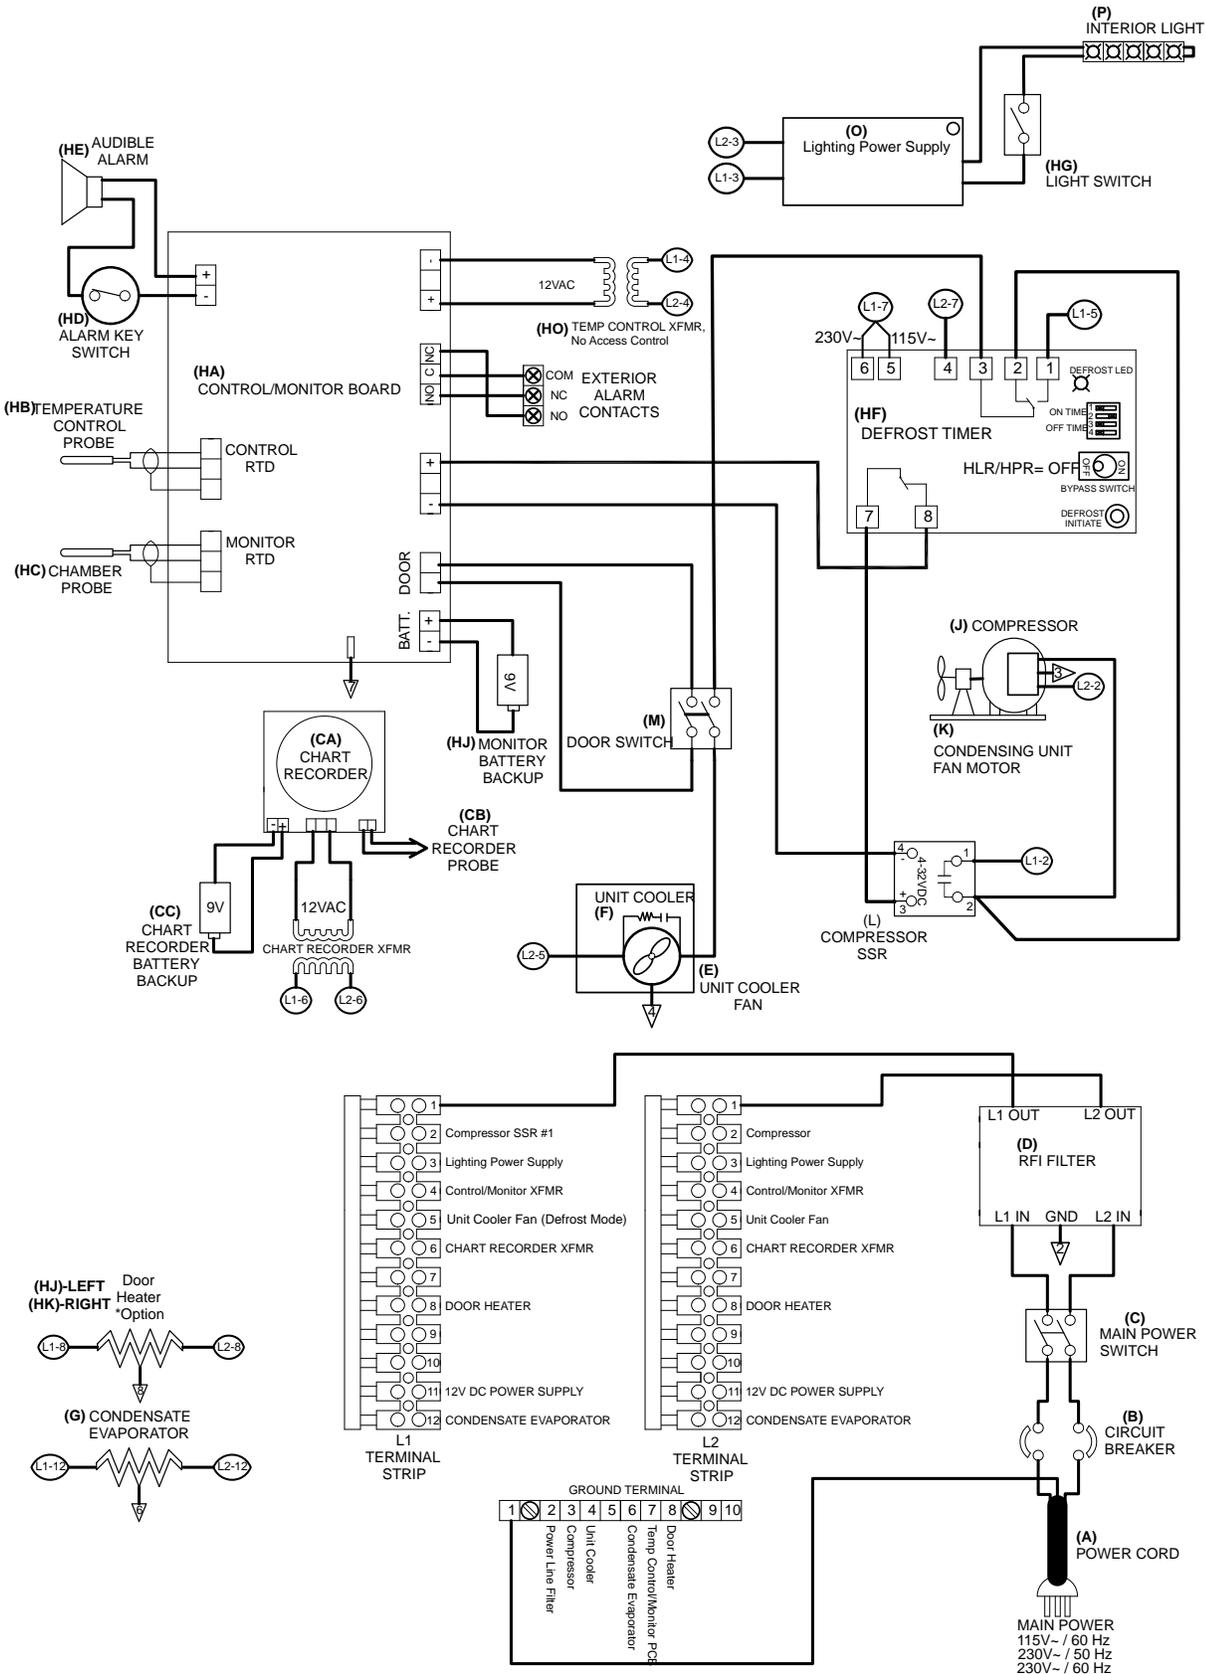 (P)
INTERIOR LIGHT
(O)
Lighting Power Supply
L2-3
L1-3
(HG)
LIGHT SWITCH
(HE) AUDIBLE
ALARM
+
-
(HD)
ALARM KEY
SWITCH
(HA)
CONTROL/MONITOR BOARD
-
+
12VAC
L1-4
L2-4
(HO) TEMP CONTROL XFMR,
No Access Control
NC
C
NO
COM
NC
NO
EXTERIOR
ALARM
CONTACTS
(HB) TEMPERATURE
CONTROL
PROBE
CONTROL
RTD
(HC) CHAMBER
PROBE
MONITOR
RTD
+
-
DOOR
BATT.
+
-
9V
7
(HJ) MONITOR
BATTERY
BACKUP
(M)
DOOR SWITCH
L1-7
L2-7
L1-5
230V~
115V~
6 5 4 3 2 1
DEFROST LED
(HF)
DEFROST TIMER
ON TIME
OFF TIME
1
2
3
4
HLR/HPR= OFF
OFF
ON
BYPASS SWITCH
7 8
DEFROST
INITIATE
(J) COMPRESSOR
3
L2-2
(K)
CONDENSING UNIT
FAN MOTOR
(CA)
CHART
RECORDER
- +
(CB)
CHART
RECORDER
PROBE
9V
(CC)
CHART
RECORDER
BATTERY
BACKUP
12VAC
CHART RECORDER XFMR
L1-6
L2-6
UNIT COOLER
(F)
L2-5
(E)
UNIT COOLER
FAN
4
4
-
4-32VDC
+
3
1
2
L1-2
(L)
COMPRESSOR
SSR
1
2 Compressor SSR #1
3 Lighting Power Supply
4 Control/Monitor XFMR
5 Unit Cooler Fan (Defrost Mode)
6 CHART RECORDER XFMR
7
8 DOOR HEATER
9
10
11 12V DC POWER SUPPLY
12 CONDENSATE EVAPORATOR
L1
TERMINAL
STRIP
1
2 Compressor
3 Lighting Power Supply
4 Control/Monitor XFMR
5 Unit Cooler Fan
6 CHART RECORDER XFMR
7
8 DOOR HEATER
9
10
11 12V DC POWER SUPPLY
12 CONDENSATE EVAPORATOR
L2
TERMINAL
STRIP
L1 OUT
L2 OUT
(D)
RFI FILTER
L1 IN
GND
L2 IN
2
(C)
MAIN POWER
SWITCH
(B)
CIRCUIT
BREAKER
(A)
POWER CORD
MAIN POWER
115V~ / 60 Hz
230V~ / 50 Hz
230V~ / 60 Hz
(HJ)-LEFT
(HK)-RIGHT
Door
Heater
*Option
L1-8
L2-8
8
(G) CONDENSATE
EVAPORATOR
L1-12
L2-12
6
GROUND TERMINAL
1 2 3 4 5 6 7 8 9 10
Power Line Filter
Compressor
Unit Cooler
Condensate Evaporator
Temp Control/Monitor PCB
Door Heater